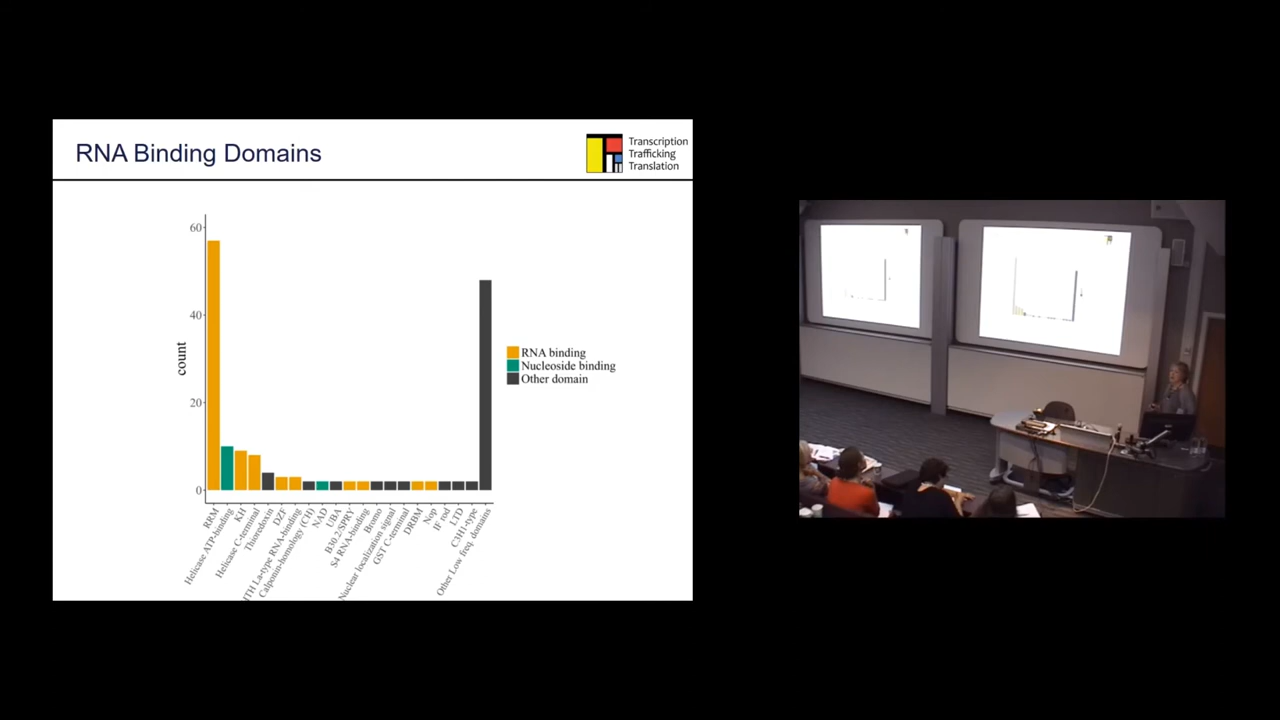 RNA Binding Domains
Transcription
Trafficking
Translation
60
40
20
0
count
RNA binding
Nucleoside binding
Other domain
RRM
Helicase ATP-binding
KH
Helicase C-terminal
Thioredoxin
DZF
HTH La-type RNA-binding
Calponin-homology (CH)
NAD
UBA
B30.2/SPRY
S4 RNA-binding
Bromo
Nuclear localization signal
GST C-terminal
DRBM
Nop
IF rod
LTD
C3H1-type
Other Low freq. domains